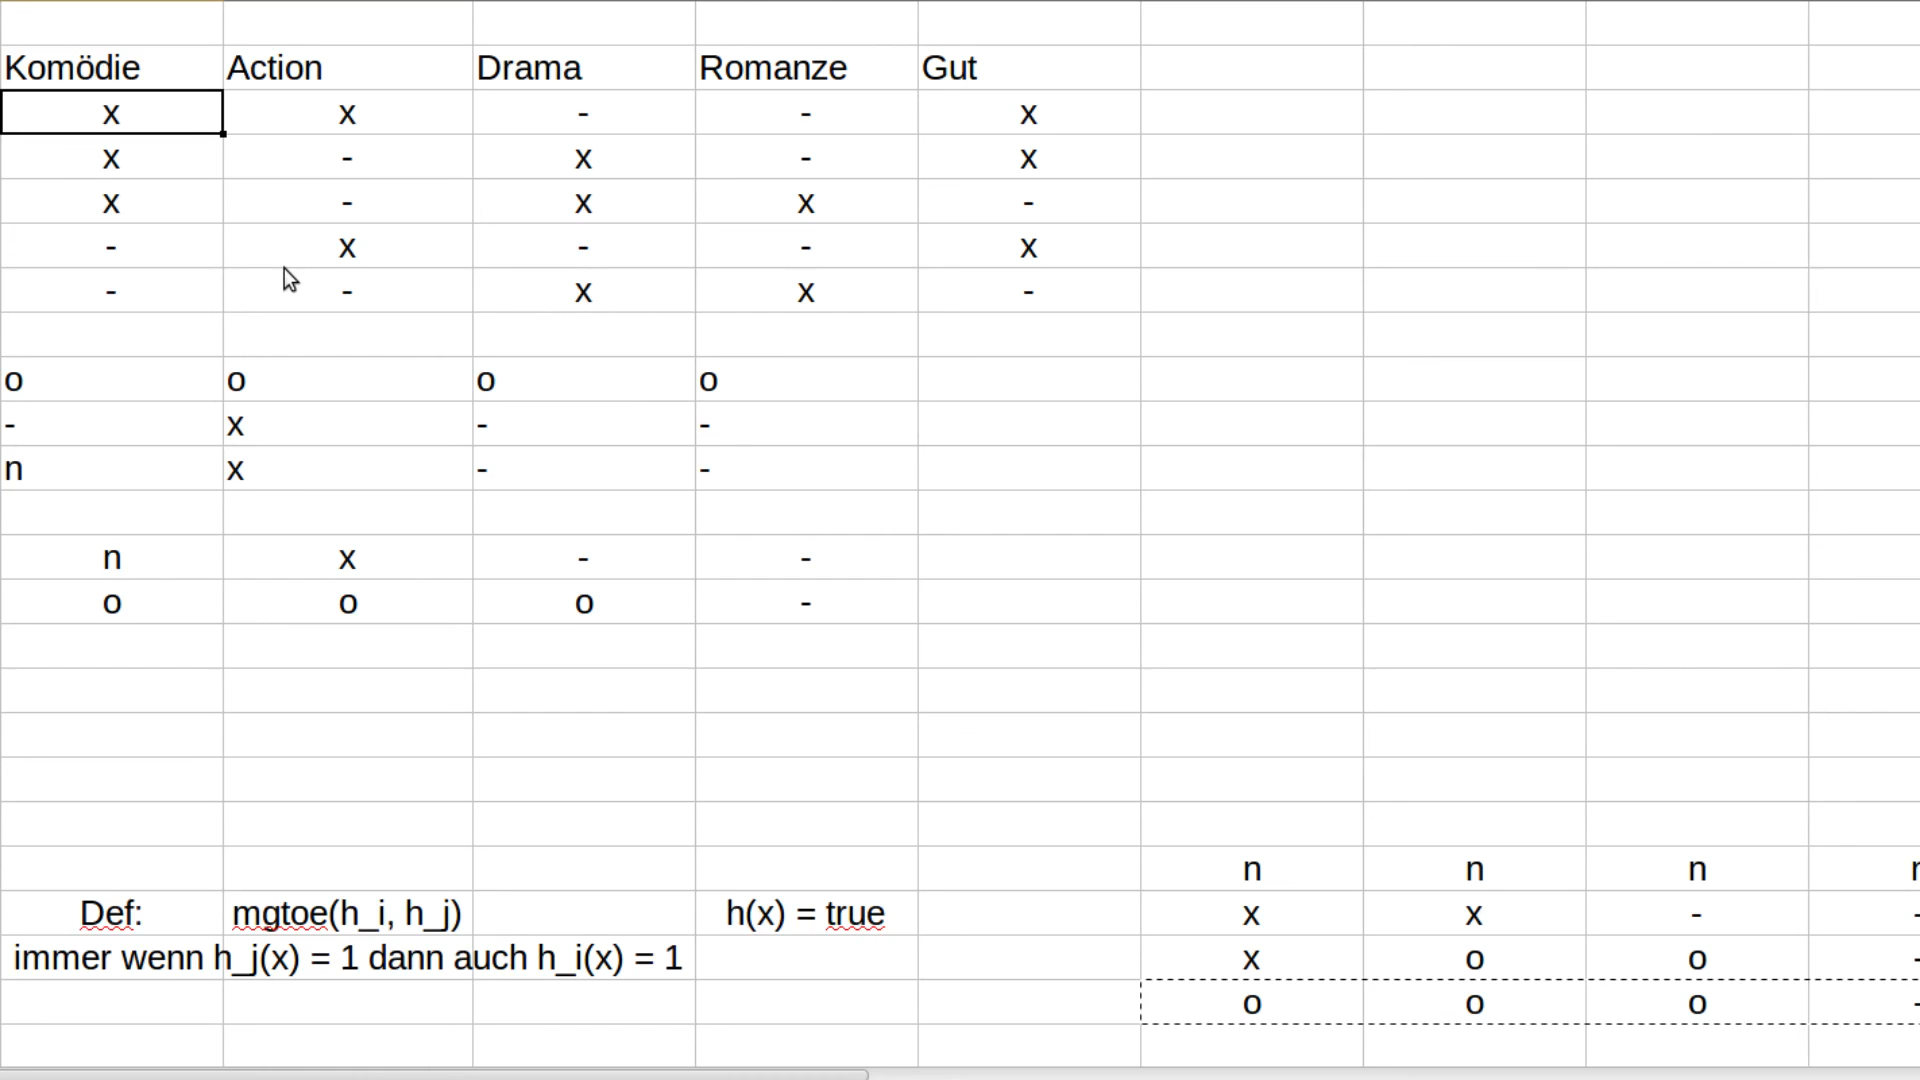 Komödie Action Drama Romanze Gut
x x - - x
x - x - x
x - x x -
- x - - x
- - x x -
o o o o
- x - -
n x - -
n x - -
o o o -
n n n
Def: mgtoe(h_i, h_j) h(x) = true x x -
immer wenn h_j(x) = 1 dann auch h_i(x) = 1 x o o
o o o